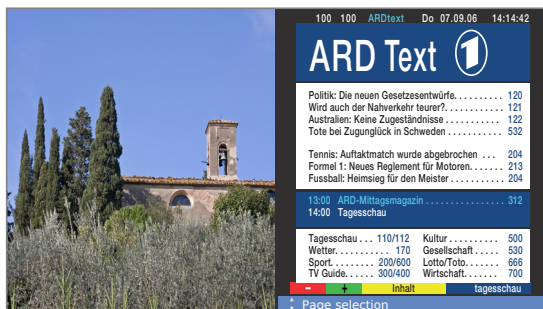 100 100 ARDtext Do 07.09.06 14:14:42
ARD Text 1
Politik: Die neuen Gesetzesentwürfe.......... 120
Wird auch der Nahverkehr teurer?............ 121
Australien: Keine Zugeständnisse ............ 122
Tote bei Zugunglück in Schweden ........... 532
Tennis: Auftaktmatch wurde abgebrochen ... 204
Formel 1: Neues Reglement für Motoren....... 213
Fussball: Heimsieg für den Meister ........... 204
13:00 ARD-Mittagsmagazin ................ 312
14:00 Tagesschau
Tagesschau ... 110/112 Kultur .......... 500
Wetter........... 170 Gesellschaft ..... 530
Sport....... 200/600 Lotto/Toto....... 666
TV Guide..... 300/400 Wirtschaft....... 700
- + Inhalt tagesschau
Page selection